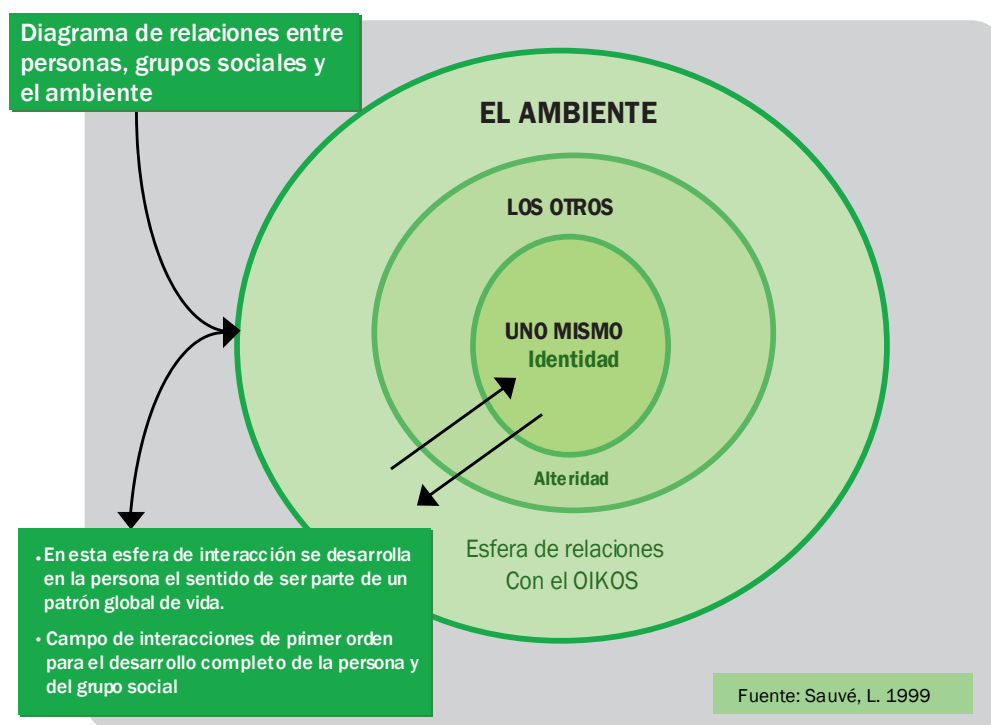 Diagrama de relaciones entre
personas, grupos sociales y
el ambiente
EL AMBIENTE
LOS OTROS
UNO MISMO
Identidad
Alteridad
Esfera de relaciones
Con el OIKOS
• En esta esfera de interacción se desarrolla
en la persona el sentido de ser parte de un
patrón global de vida.
• Campo de interacciones de primer orden
para el desarrollo completo de la persona y
del grupo social
Fuente: Sauvé, L. 1999